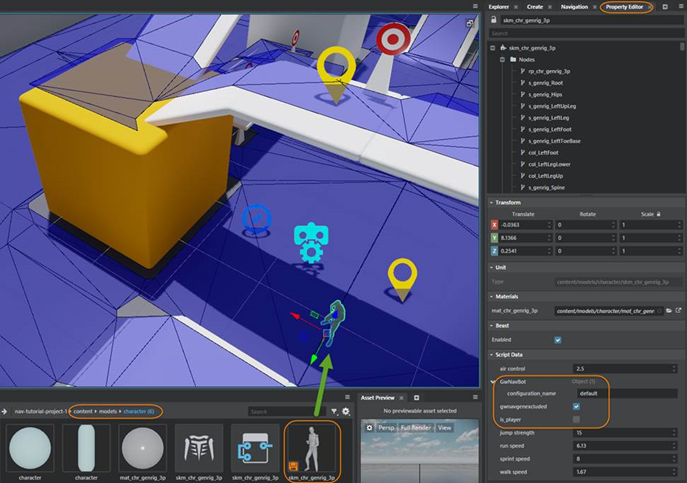 Explorer
Create
Navigation
Property Editor
skm_chr_genrig_3p
Search
skm_chr_genrig_3p
Nodes
rp_chr_genrig_3p
s_genrig_Root
s_genrig_Hips
s_genrig_LeftUpLeg
s_genrig_LeftLeg
s_genrig_LeftFoot
s_genrig_LeftToeBase
col_LeftFoot
col_LeftLegLower
col_LeftLegUp
s_genrig_Spine
Transform
Translate Rotate Scale
X -0.0363 0 1
Y 8.1366 0 1
Z 0.2541 0 1
Unit
Type content/models/character/skm_chr_genrig_3p
Materials
mat_chr_genrig_3p content/models/character/mat_chr_genr
Beast
Enabled
Script Data
air control 2.5
GwNavBot Object [1]
configuration_name default
gwnavgenexcluded
is_player
jump strength 15
run speed 6.13
sprint speed 8
walk speed 1.67
nav-tutorial-project-1 content models character (6)
Search
character
character
mat_chr_genrig_3p
skm_chr_genrig_3p
skm_chr_genrig_3p
skm_chr_genrig_3p
Asset Preview
No previewable asset selected
Persp Full Render View